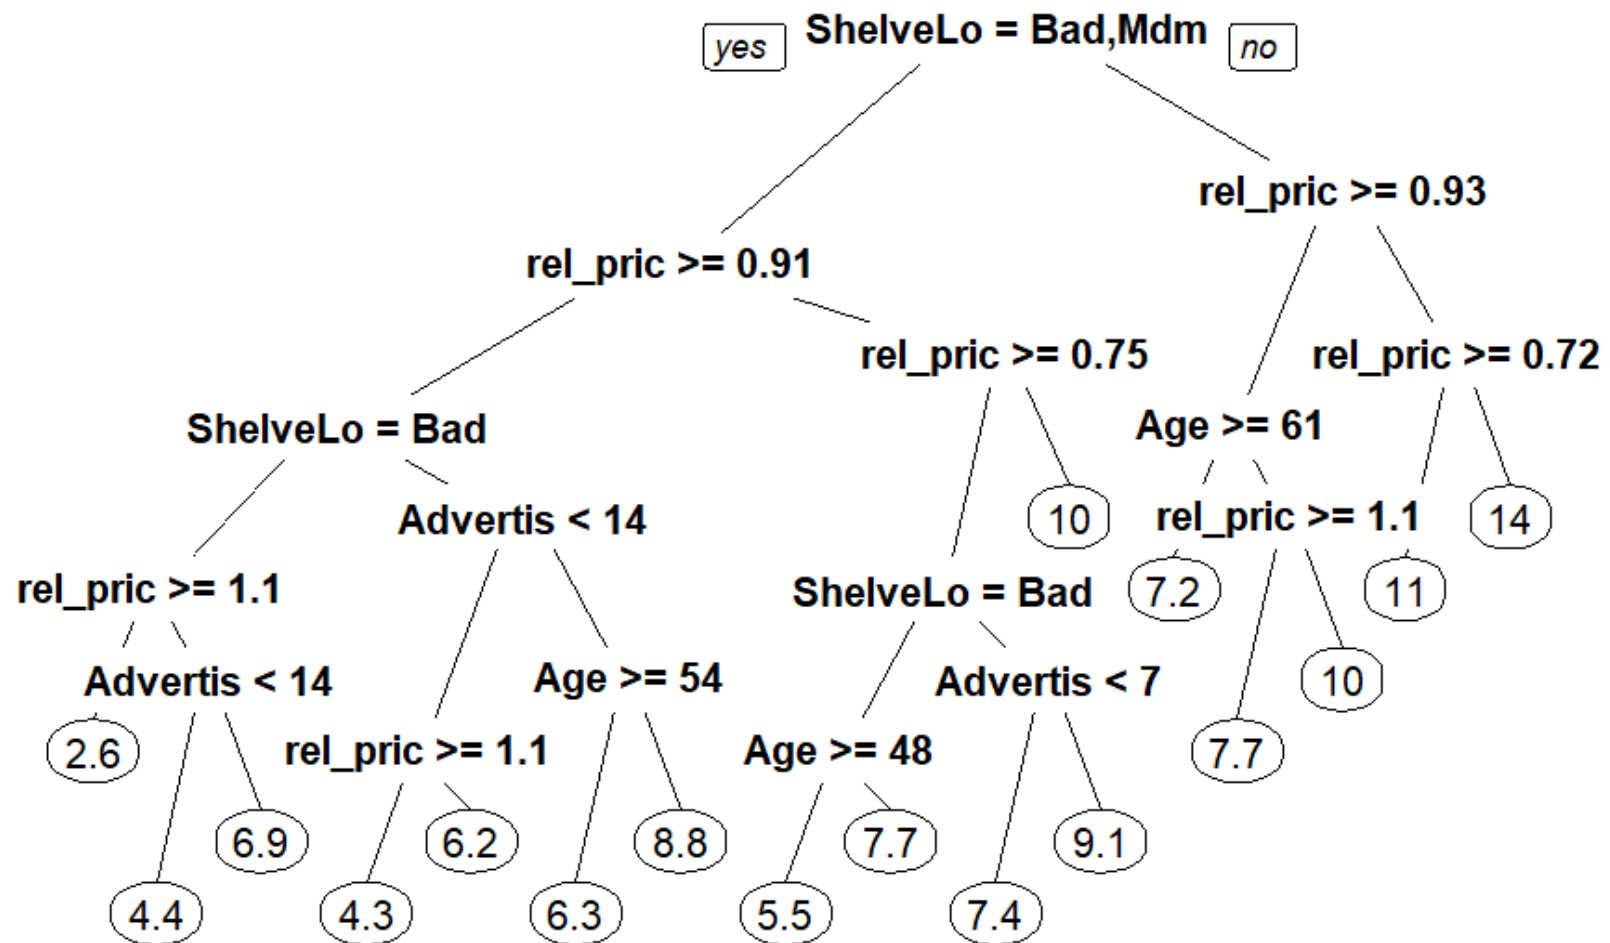 yes ShelveLo = Bad,Mdm no
rel_pric >= 0.93
rel_pric >= 0.91
rel_pric >= 0.75 rel_pric >= 0.72
ShelveLo = Bad Age >= 61
Advertis < 14 10 rel_pric >= 1.1 14
rel_pric >= 1.1 ShelveLo = Bad 7.2 11
Advertis < 14 Age >= 54 Advertis < 7 10
2.6 rel_pric >= 1.1 Age >= 48 7.7
6.9 6.2 8.8 7.7 9.1
4.4 4.3 6.3 5.5 7.4